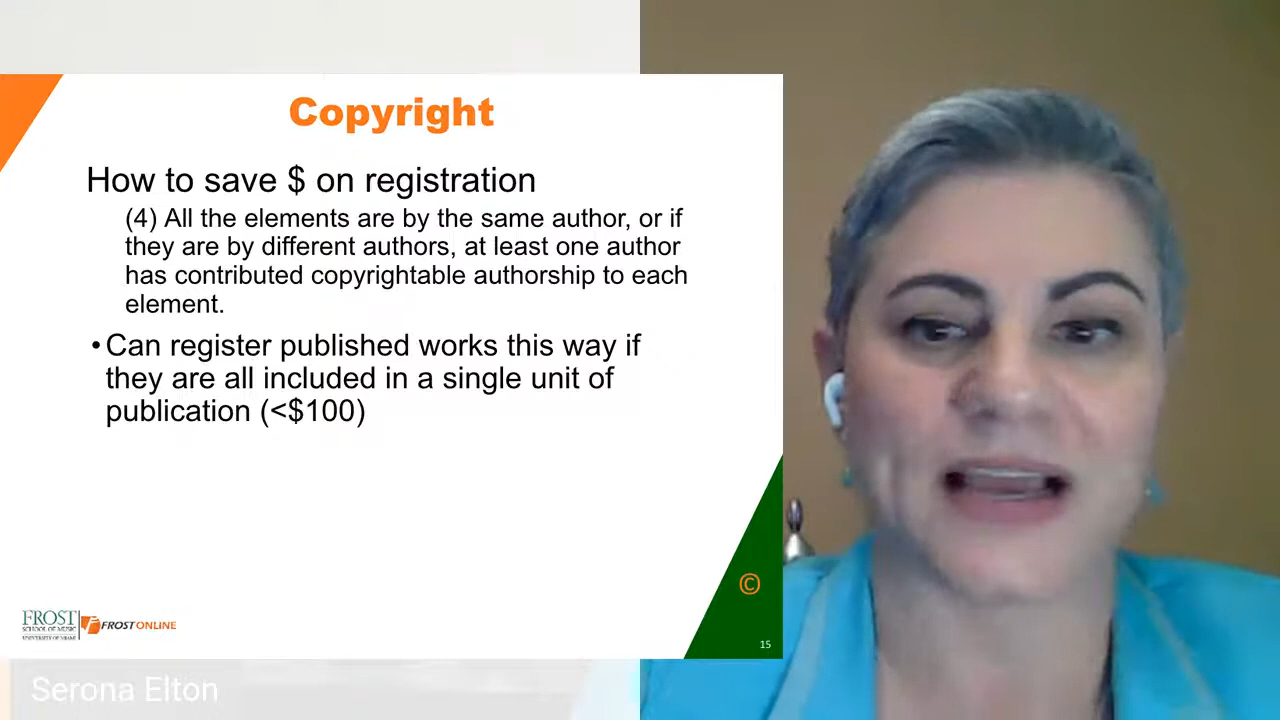 Copyright
How to save $ on registration
(4) All the elements are by the same author, or if
they are by different authors, at least one author
has contributed copyrightable authorship to each
element.
• Can register published works this way if
they are all included in a single unit of
publication (<$100)
©
FROST
SCHOOL OF MUSIC
UNIVERSITY OF MIAMI
FROSTONLINE
15
Serona Elton